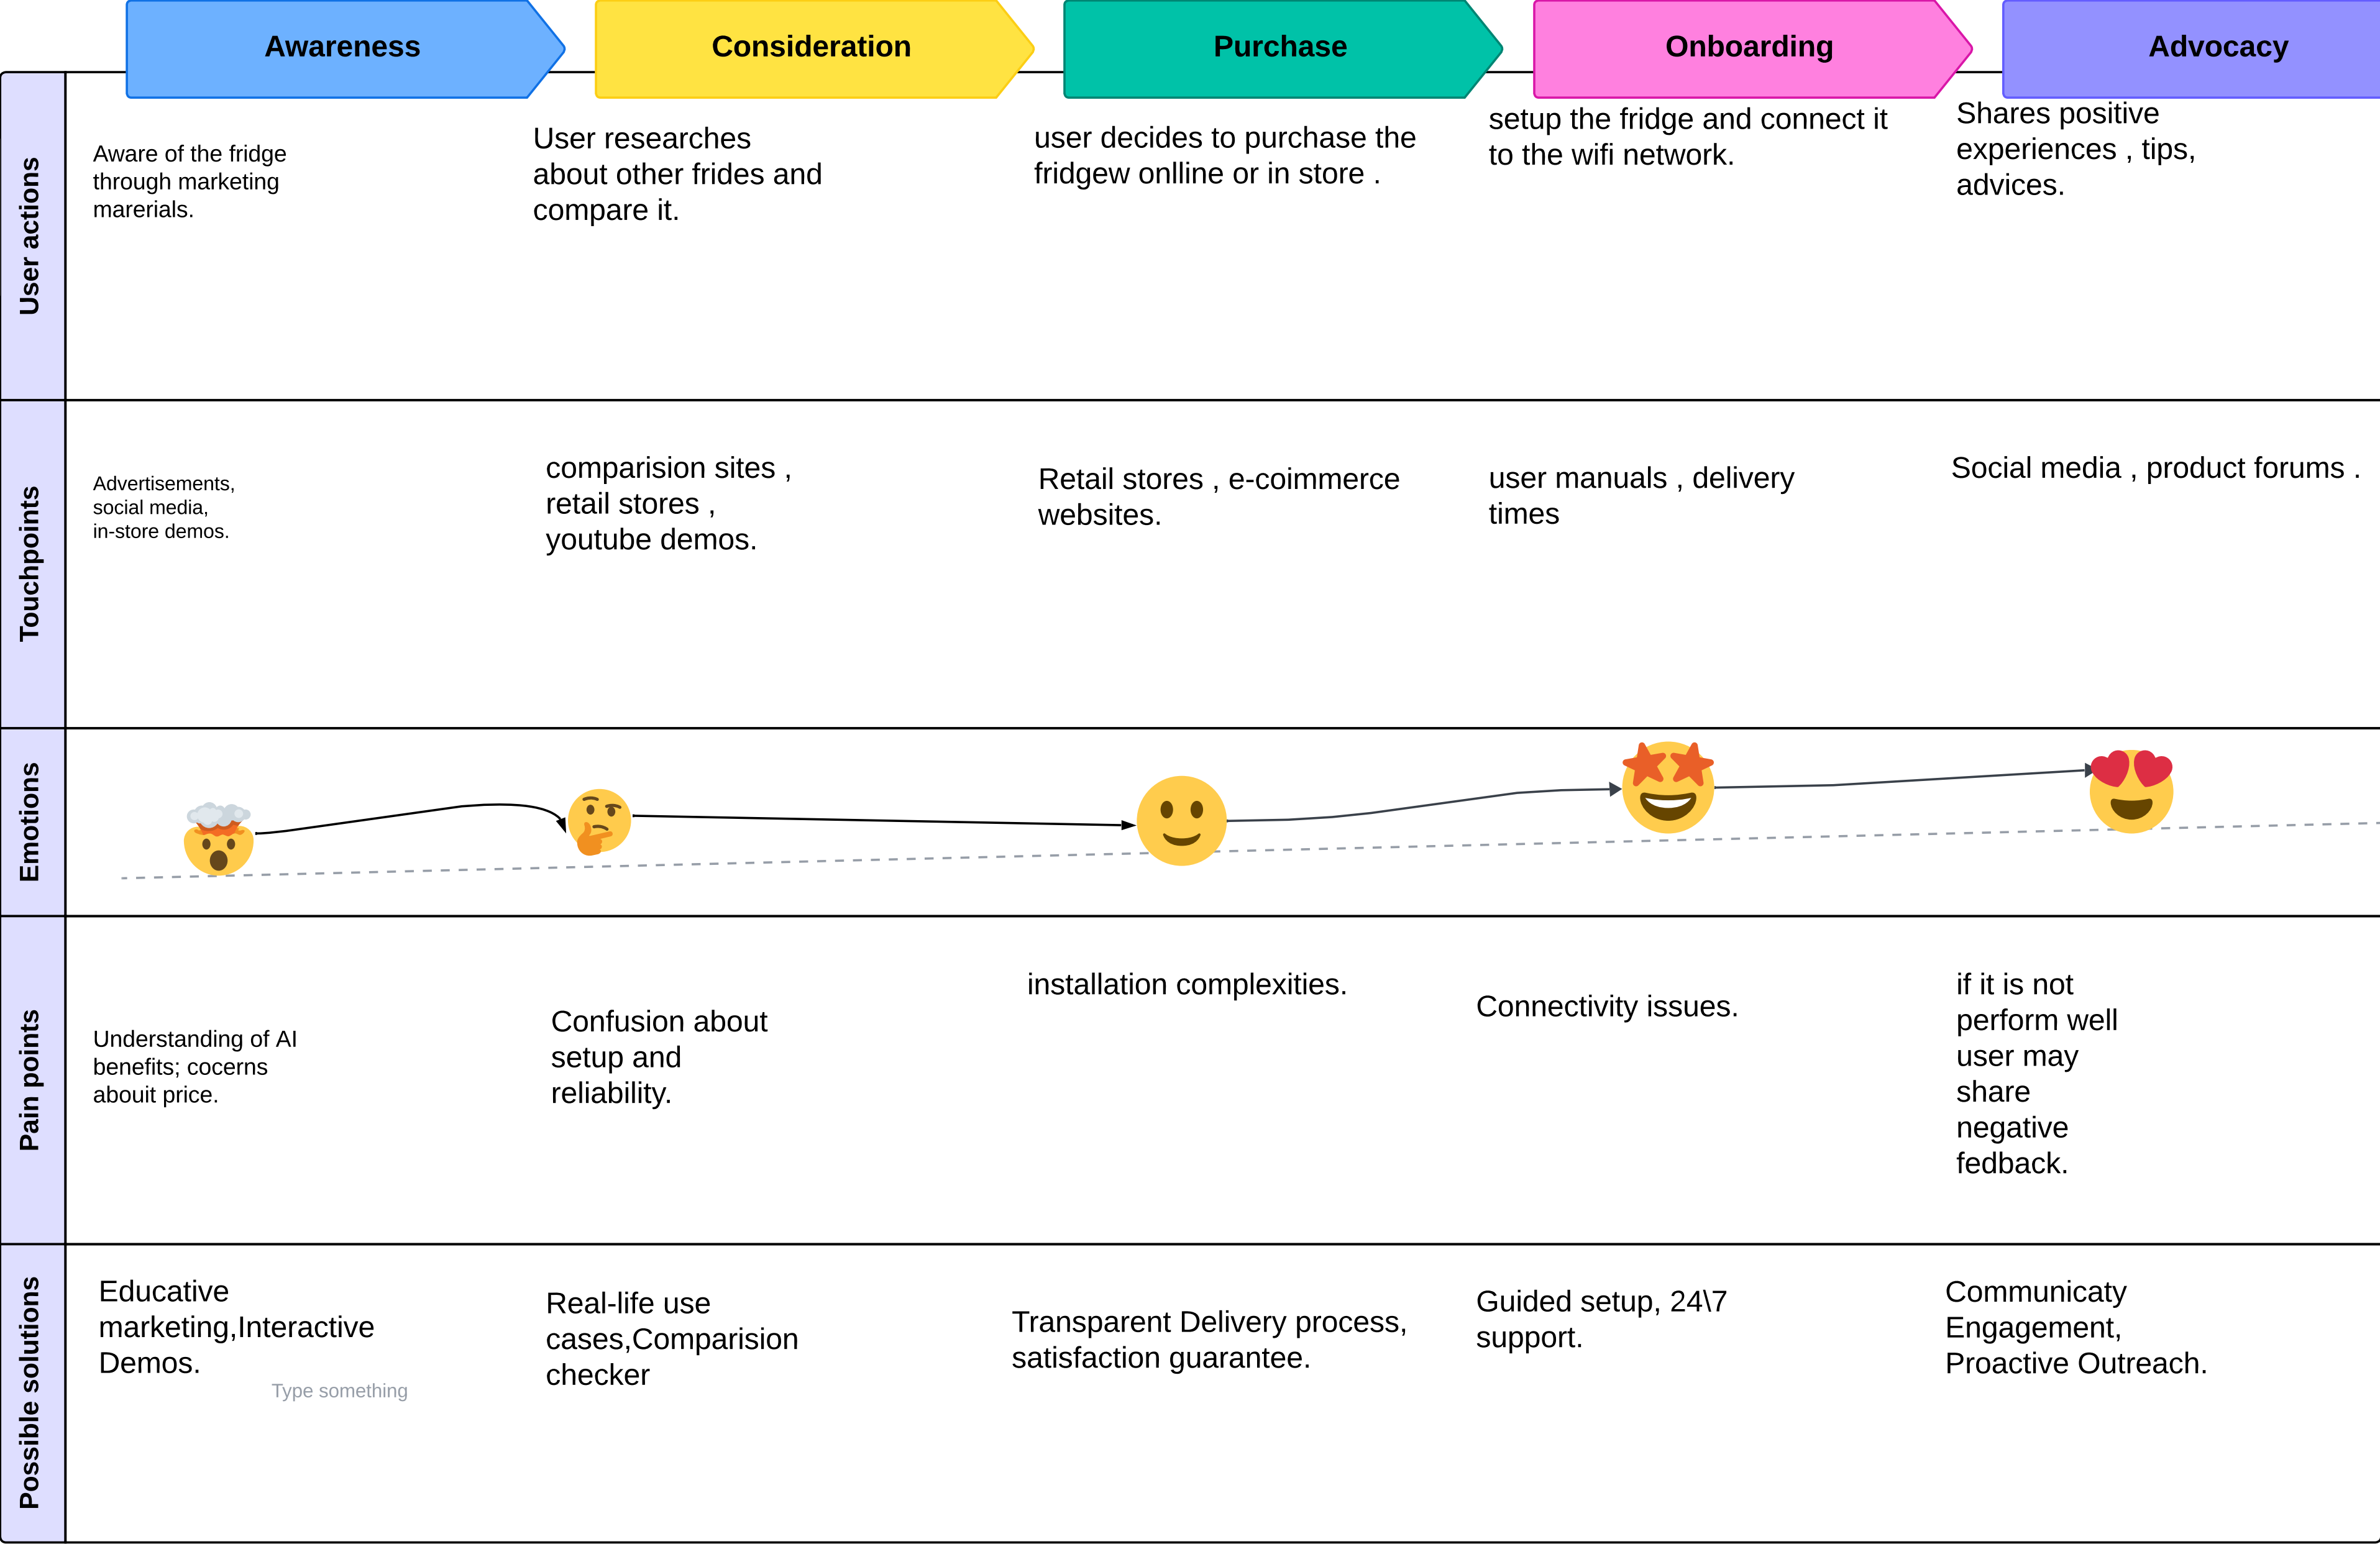 Awareness
Consideration
Purchase
Onboarding
Advocacy
User actions
Aware of the fridge
through marketing
marerials.
User researches
about other frides and
compare it.
user decides to purchase the
fridgew onlline or in store .
setup the fridge and connect it
to the wifi network.
Shares positive
experiences , tips,
advices.
Touchpoints
Advertisements,
social media,
in-store demos.
comparision sites ,
retail stores ,
youtube demos.
Retail stores , e-coimmerce
websites.
user manuals , delivery
times
Social media , product forums .
Emotions
Pain points
Understanding of AI
benefits; cocerns
abouit price.
Confusion about
setup and
reliability.
installation complexities.
Connectivity issues.
if it is not
perform well
user may
share
negative
fedback.
Possible solutions
Educative
marketing,Interactive
Demos.
Type something
Real-life use
cases,Comparision
checker
Transparent Delivery process,
satisfaction guarantee.
Guided setup, 24\7
support.
Communicaty
Engagement,
Proactive Outreach.